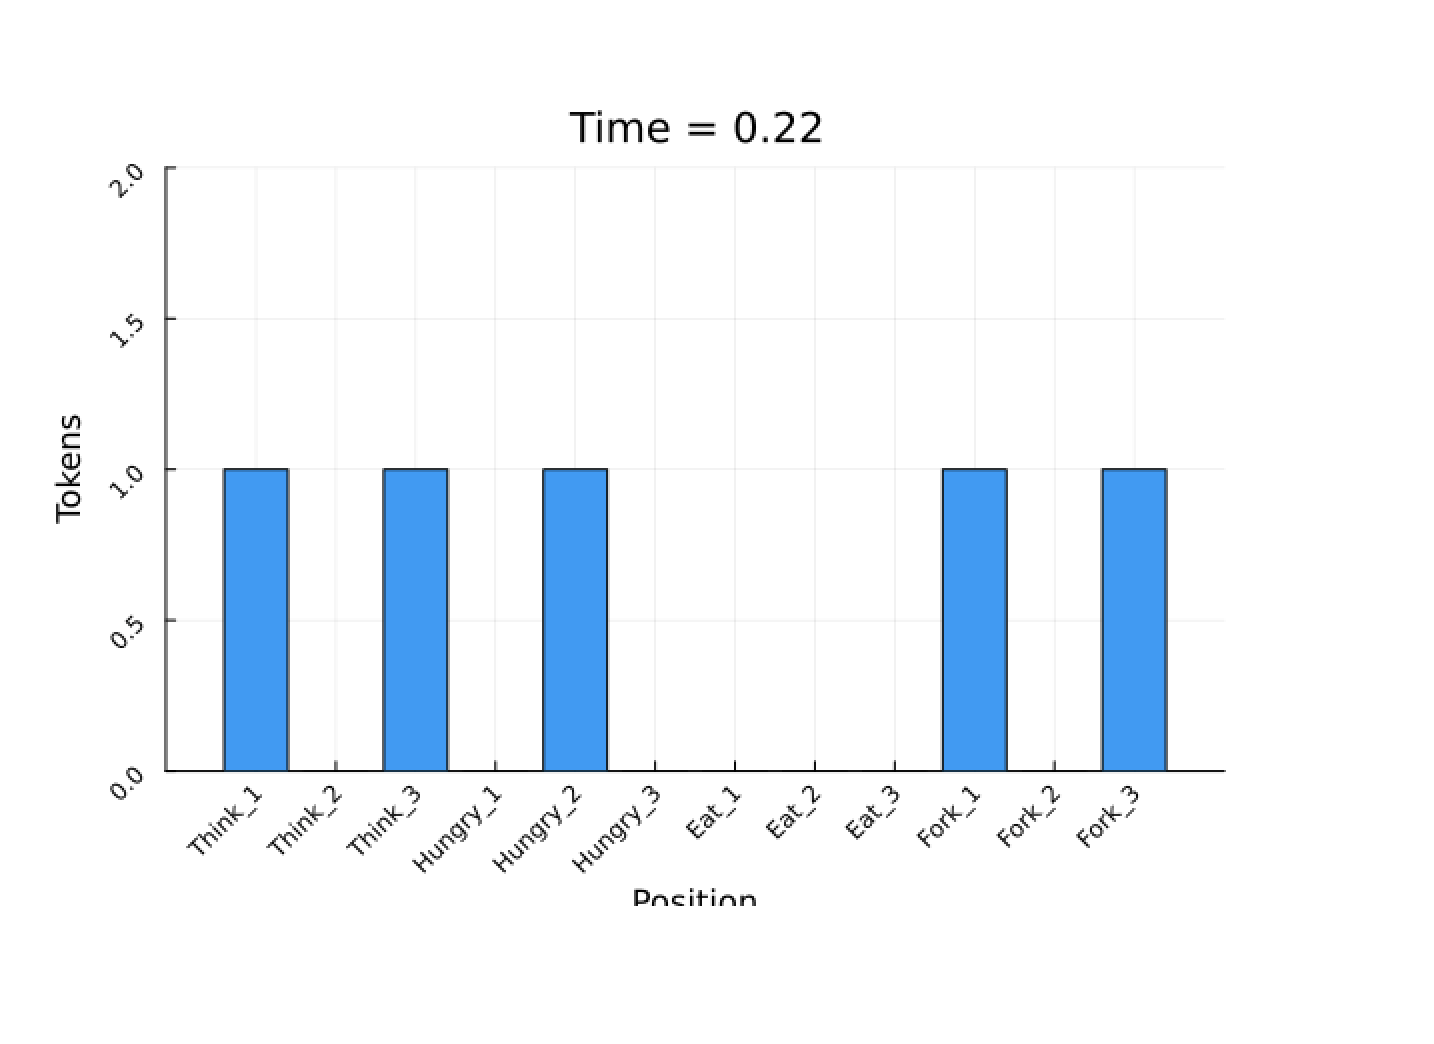 Time = 0.22
2.0
1.5
1.0
0.5
0.0
Tokens
Think_1
Think_2
Think_3
Hungry_1
Hungry_2
Hungry_3
Eat_1
Eat_2
Eat_3
Fork_1
Fork_2
Fork_3
Position